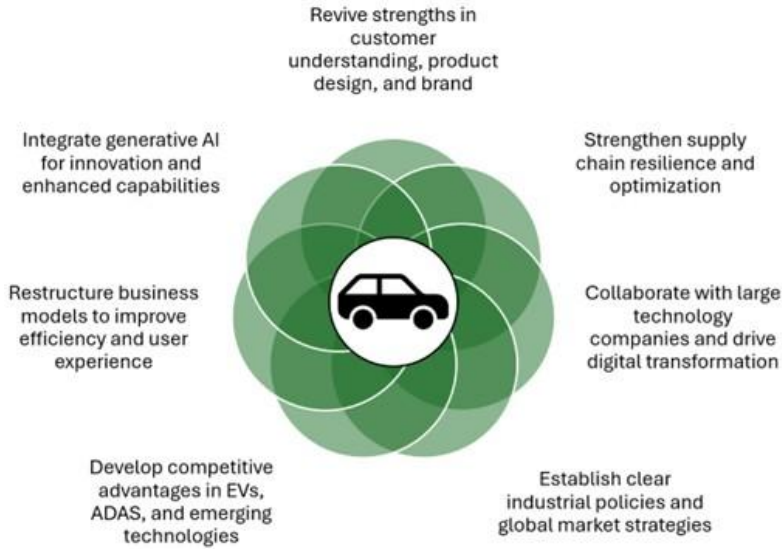 Revive strengths in
customer
understanding, product
design, and brand
Strengthen supply
chain resilience and
optimization
Collaborate with large
technology
companies and drive
digital transformation
Establish clear
industrial policies and
global market strategies
Develop competitive
advantages in EVs,
ADAS, and emerging
technologies
Restructure business
models to improve
efficiency and user
experience
Integrate generative AI
for innovation and
enhanced capabilities